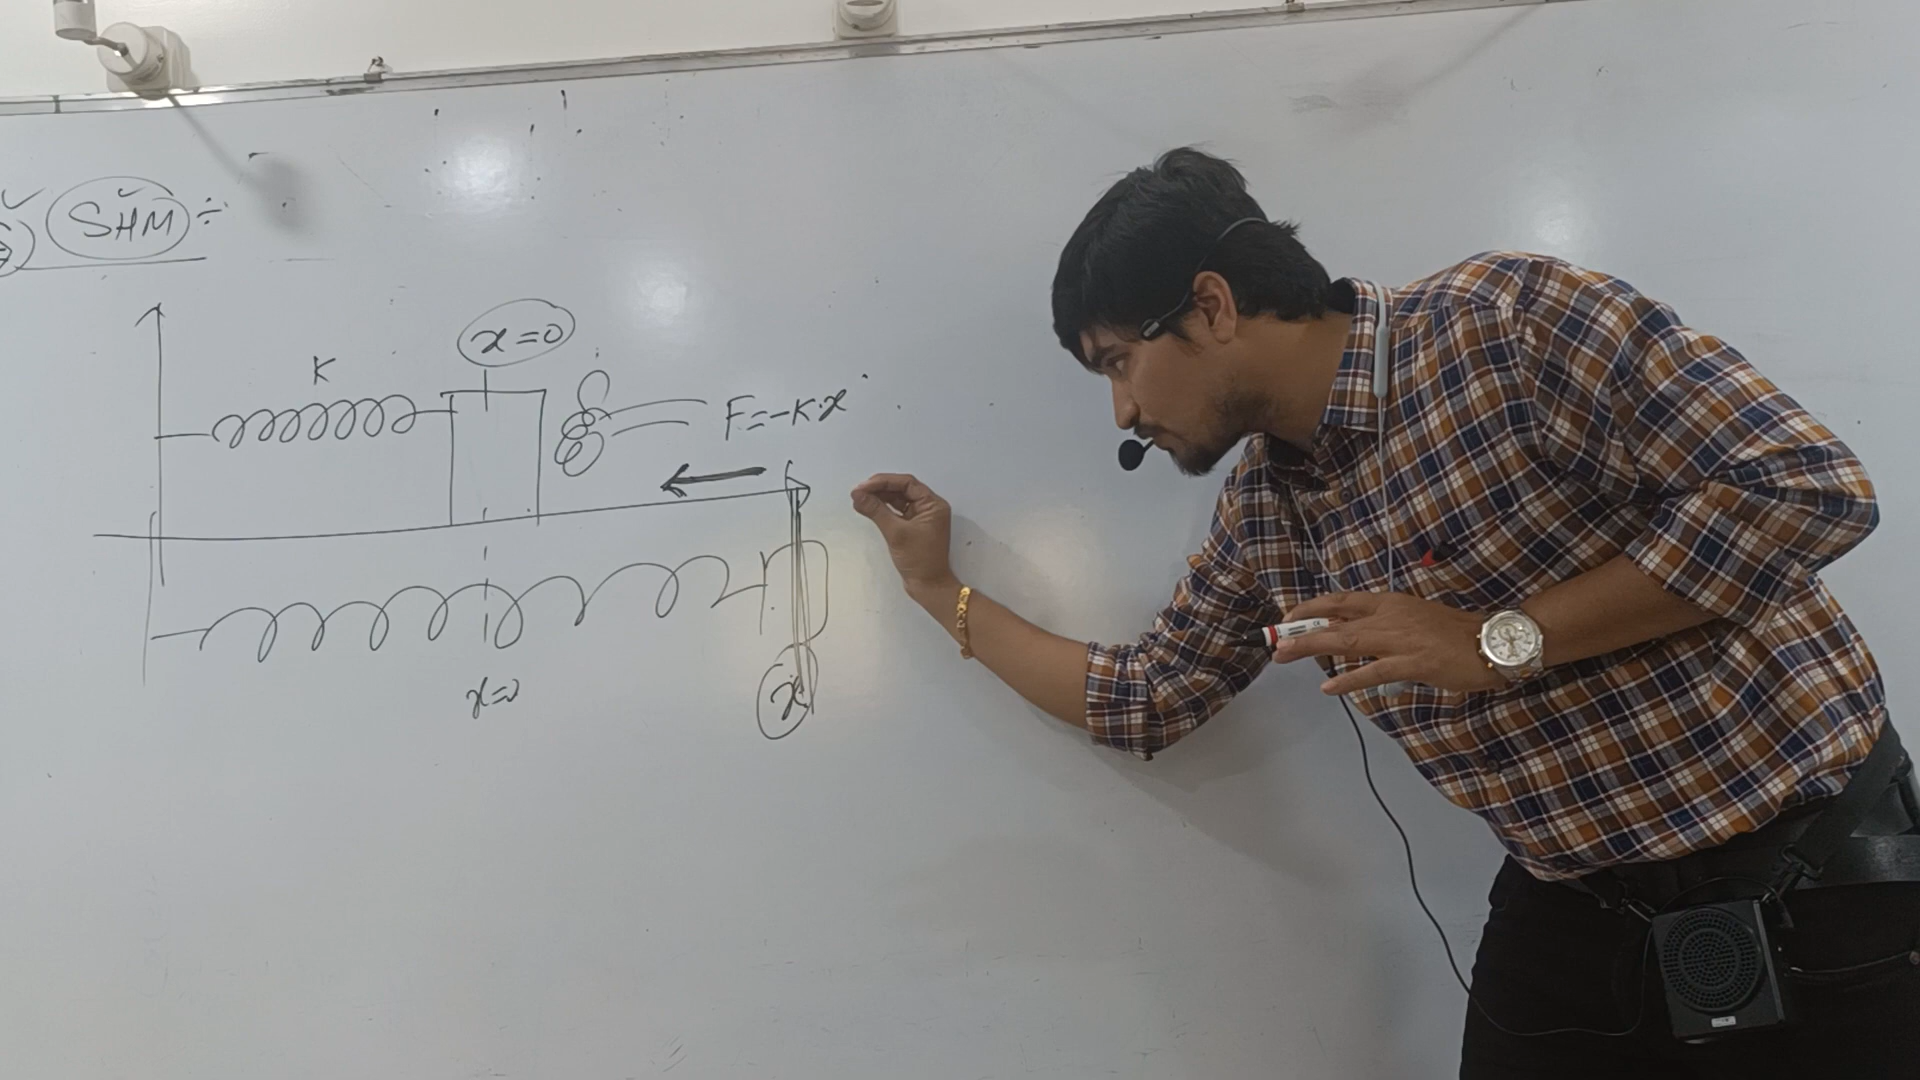 SHM ÷
x=0
K
F=-K.x
x=0
x